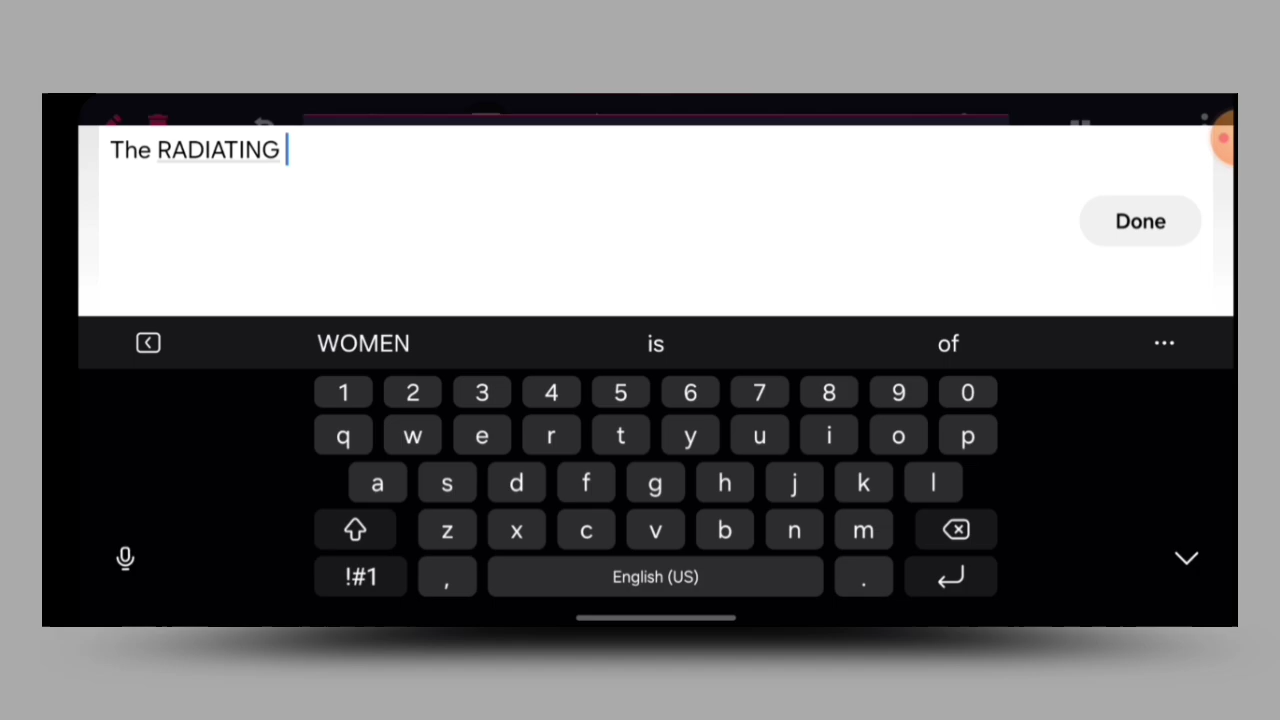 The RADIATING
Done
WOMEN is of ...
1 2 3 4 5 6 7 8 9 0
q w e r t y u i o p
a s d f g h j k l
z x c v b n m
!#1 , English (US) .